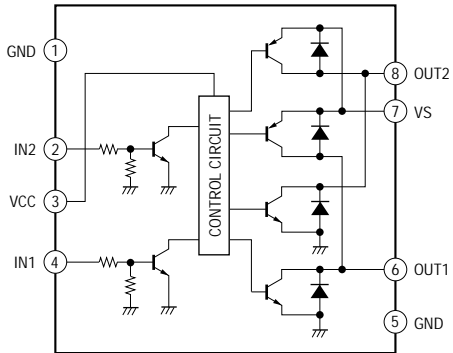 GND 1
IN2 2
VCC 3
IN1 4
CONTROL CIRCUIT
8 OUT2
7 VS
6 OUT1
5 GND